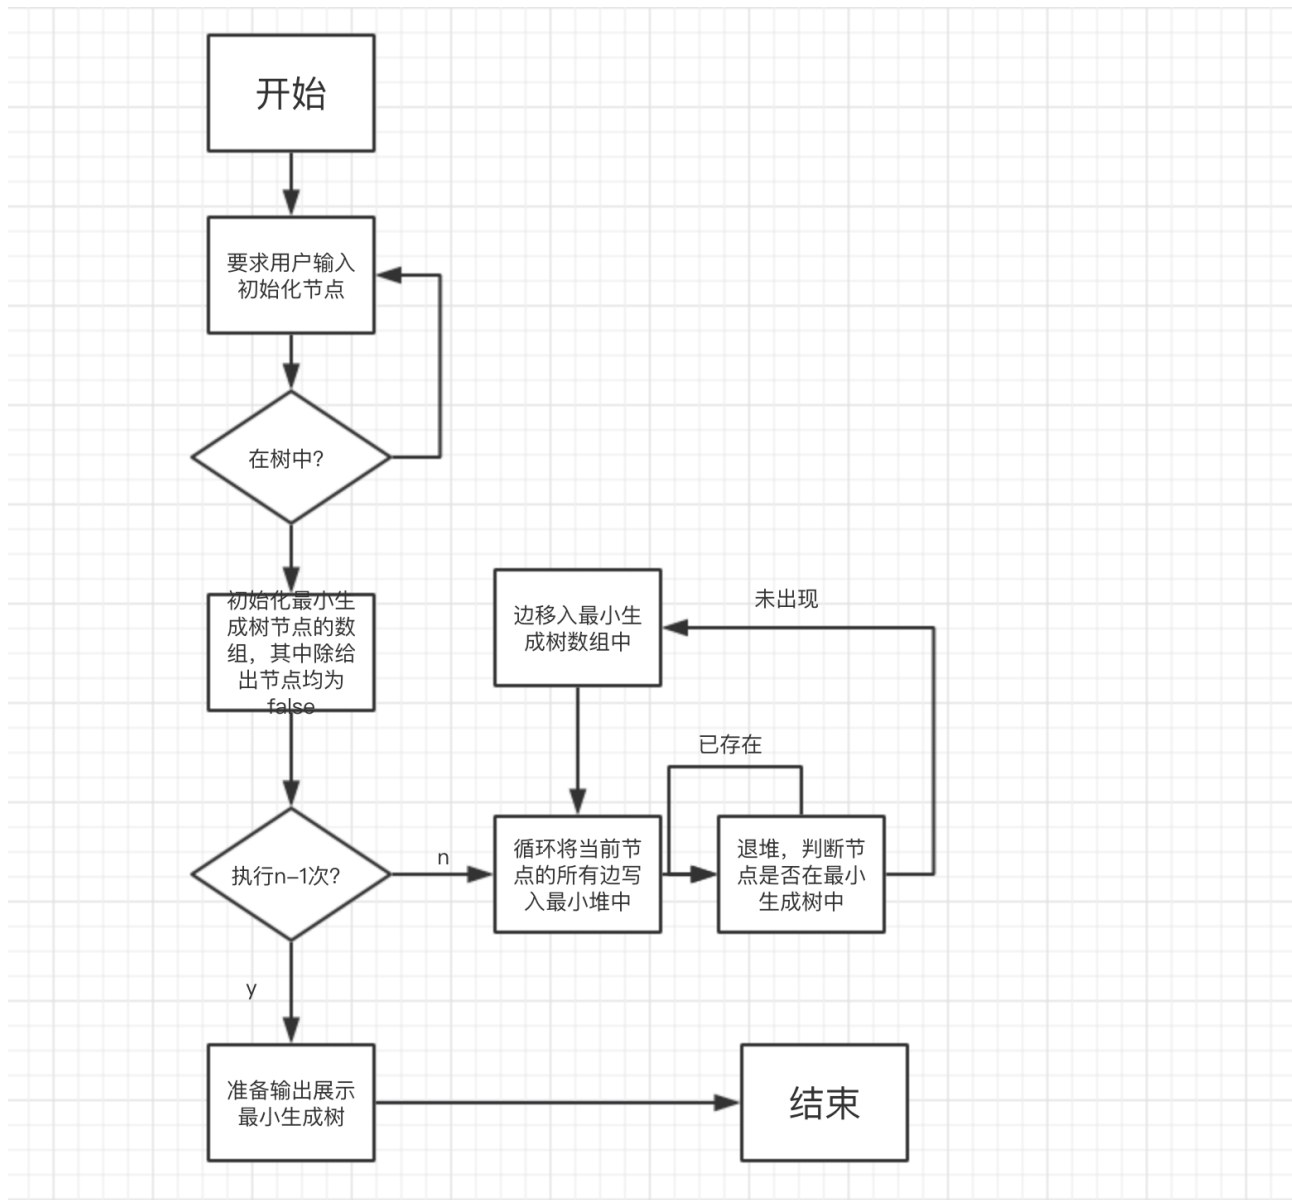 开始
要求用户输入
初始化节点
在树中?
初始化最小生
成树节点的数
组，其中除给
出节点均为
false
边移入最小生
成树数组中
未出现
已存在
执行n-1次?
n
循环将当前节
点的所有边写
入最小堆中
退堆，判断节
点是否在最小
生成树中
y
准备输出展示
最小生成树
结束